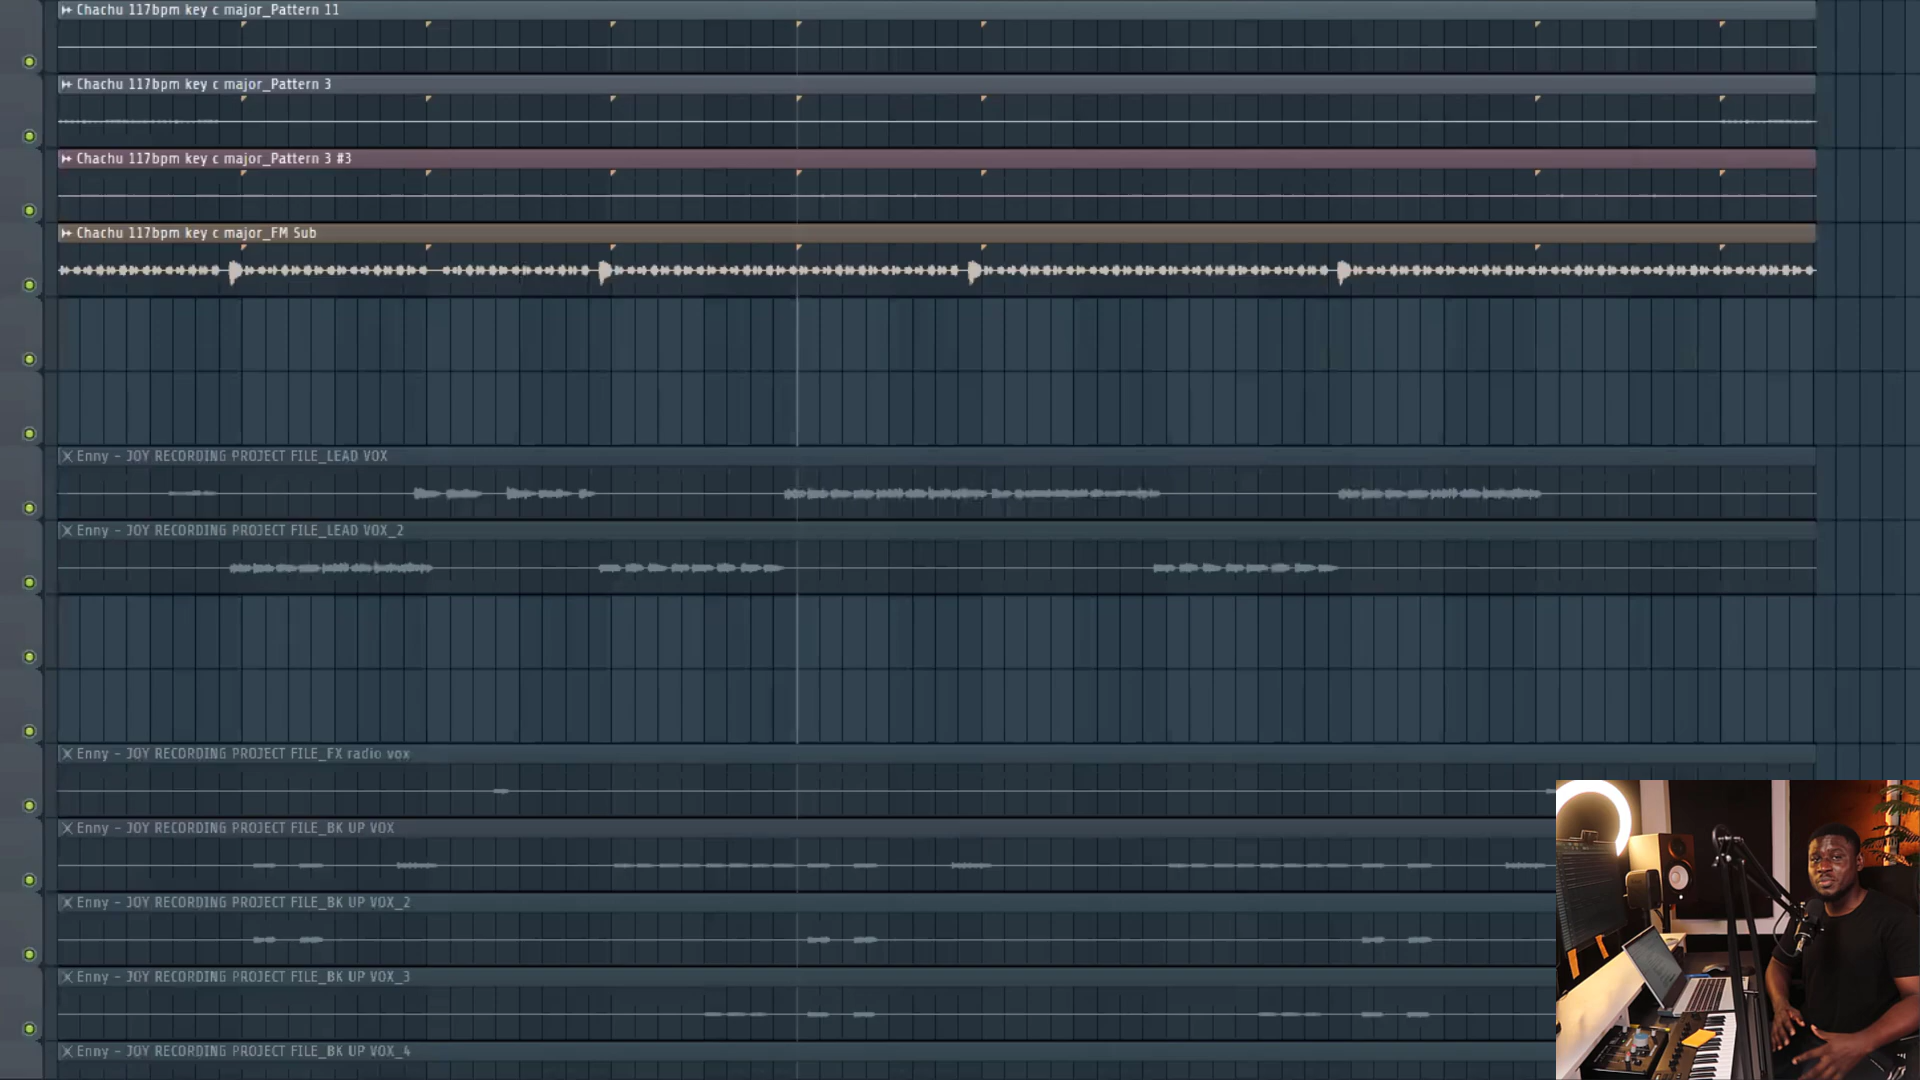 Chachu 117bpm key c major_Pattern 11
Chachu 117bpm key c major_Pattern 3
Chachu 117bpm key c major_Pattern 3 #3
Chachu 117bpm key c major_FM Sub
Enny - JOY RECORDING PROJECT FILE_LEAD VOX
Enny - JOY RECORDING PROJECT FILE_LEAD VOX_2
Enny - JOY RECORDING PROJECT FILE_FX radio vox
Enny - JOY RECORDING PROJECT FILE_BK UP VOX
Enny - JOY RECORDING PROJECT FILE_BK UP VOX_2
Enny - JOY RECORDING PROJECT FILE_BK UP VOX_3
Enny - JOY RECORDING PROJECT FILE_BK UP VOX_4